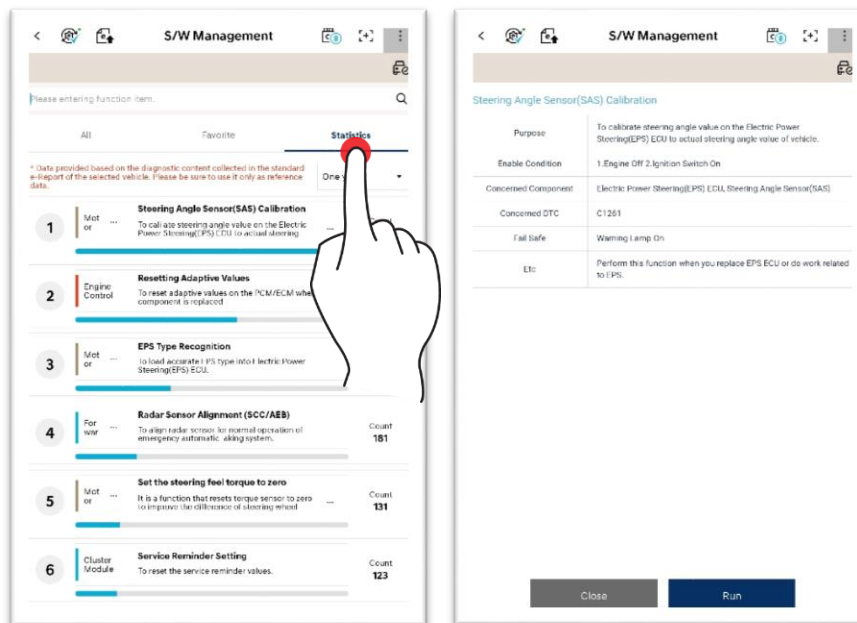 S/W Management
Please entering function item.
All
Favorite
Statistics
* Data provided based on the diagnostic content collected in the standard
e-Report of the selected vehicle. Please be sure to use it only as reference
data.
One
1
Mot ...
or
Steering Angle Sensor(SAS) Calibration
To calibrate steering angle value on the Electric
Power Steering(EPS) ECU to actual steering
...
2
Engine
Control
Resetting Adaptive Values
To reset adaptive values on the PCM/ECM
component is replaced
3
Mot ...
or
EPS Type Recognition
To load accurate EPS type into Electric Power
Steering(EPS) ECU.
4
For ...
war
Radar Sensor Alignment (SCC/AEB)
To align radar sensor for normal operation of
emergency automatic aking system.
Count
181
5
Mot ...
or
Set the steering feel torque to zero
It is a function that resets torque sensor to zero
to improve the difference of steering wheel
...
Count
131
6
Cluster
Module
Service Reminder Setting
To reset the service reminder values.
Count
123
S/W Management
Steering Angle Sensor(SAS) Calibration
Purpose
To calibrate steering angle value on the Electric Power
Steering(EPS) ECU to actual steering angle value of vehicle.
Enable Condition
1.Engine Off 2.Ignition Switch On
Concerned Component
Electric Power Steering(EPS) ECU, Steering Angle Sensor(SAS)
Concerned DTC
C1261
Fail Safe
Warning Lamp On
Etc
Perform this function when you replace EPS ECU or do work related
to EPS.
Close
Run